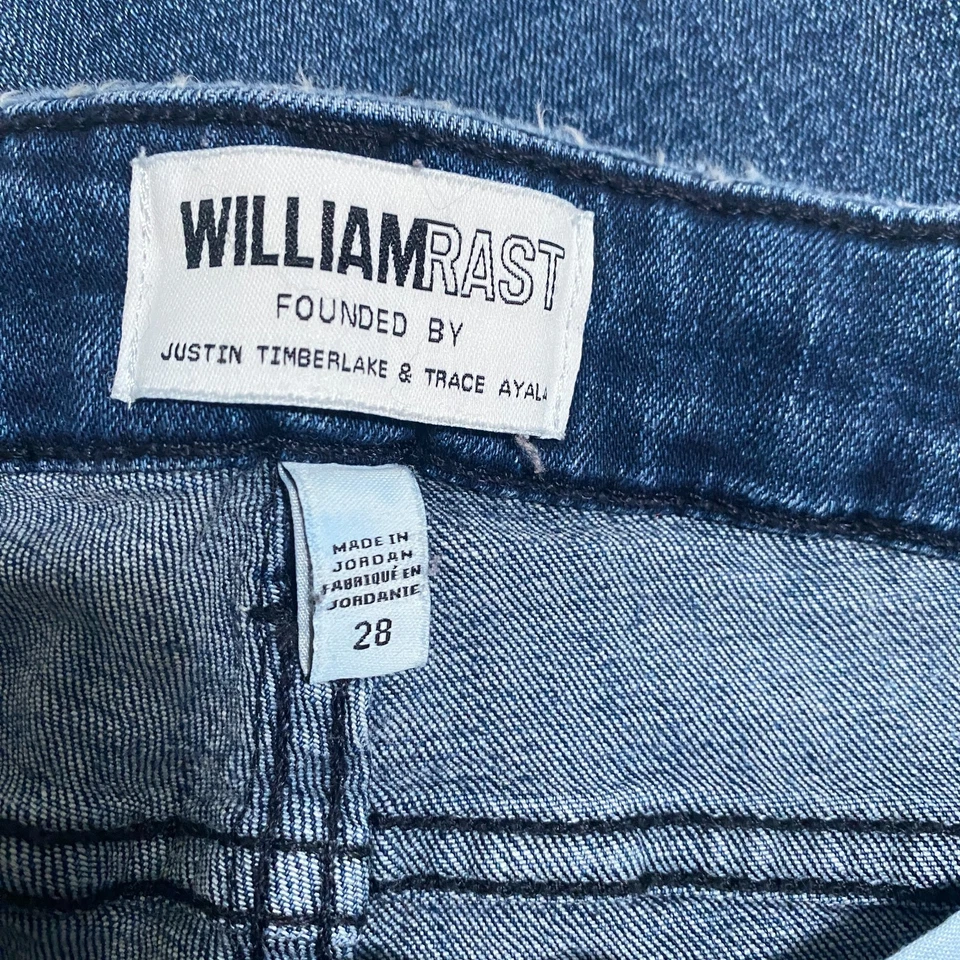 WILLIAMRAST
FOUNDED BY
JUSTIN TIMBERLAKE & TRACE AYALA
MADE IN
JORDAN
FABRIQUÉ EN
JORDANIE
28